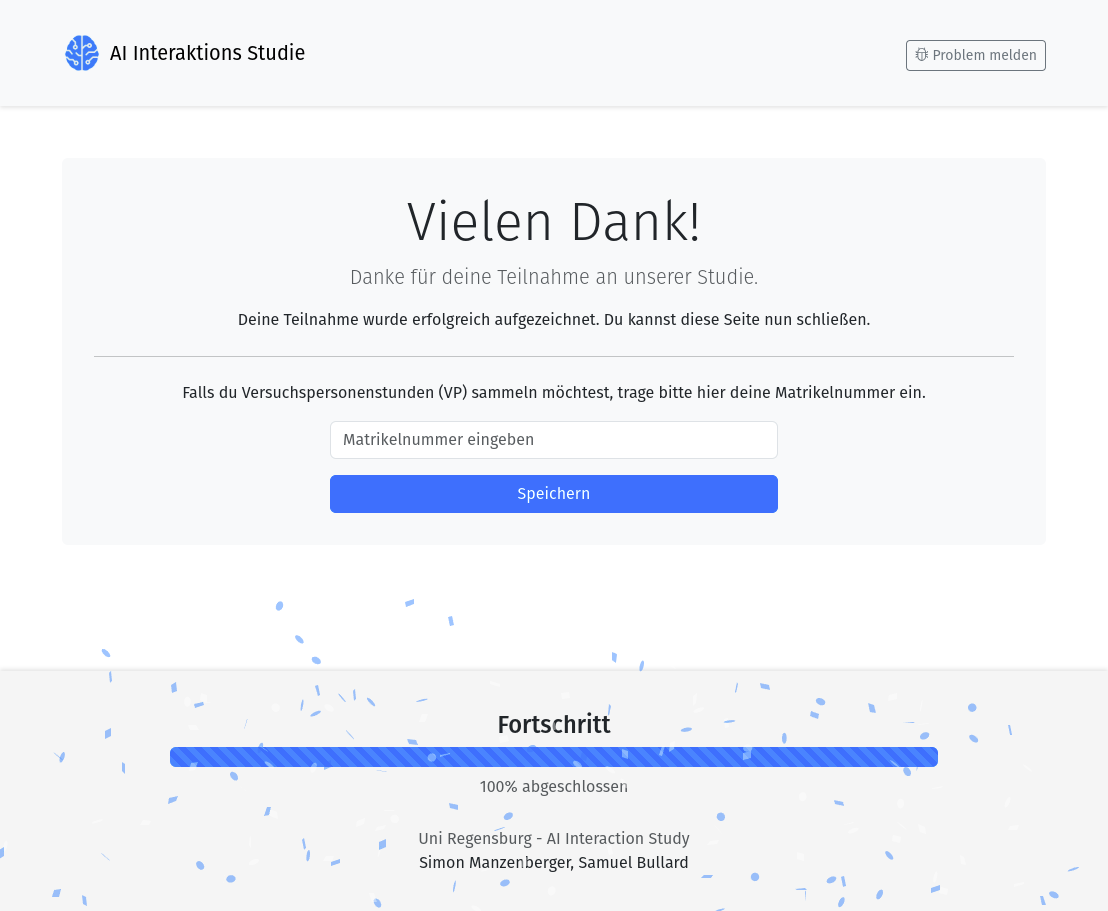 AI Interaktions Studie
Problem melden
Vielen Dank!
Danke für deine Teilnahme an unserer Studie.
Deine Teilnahme wurde erfolgreich aufgezeichnet. Du kannst diese Seite nun schließen.
Falls du Versuchspersonenstunden (VP) sammeln möchtest, trage bitte hier deine Matrikelnummer ein.
Matrikelnummer eingeben
Speichern
Fortschritt
100% abgeschlossen
Uni Regensburg - AI Interaction Study
Simon Manzenberger, Samuel Bullard